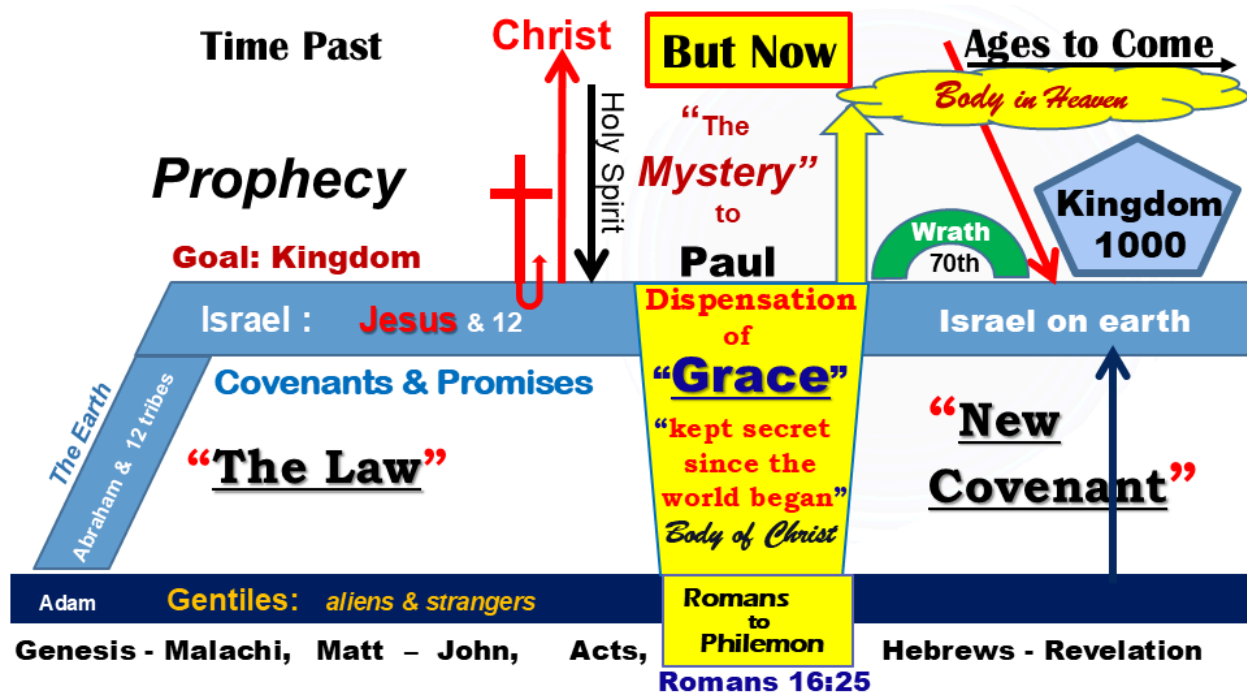 Time Past
Christ
But Now
Ages to Come
Body in Heaven
Holy Spirit
Prophecy
“The
Mystery”
to
Paul
Goal: Kingdom
Wrath
70th
Kingdom
1000
Israel : Jesus & 12
Dispensation
of
“Grace”
“kept secret
since the
world began”
Body of Christ
Israel on earth
The Earth
Abraham & 12 tribes
Covenants & Promises
“The Law”
“New
Covenant”
Adam
Gentiles: aliens & strangers
Romans
to
Philemon
Genesis - Malachi, Matt – John, Acts,
Hebrews - Revelation
Romans 16:25